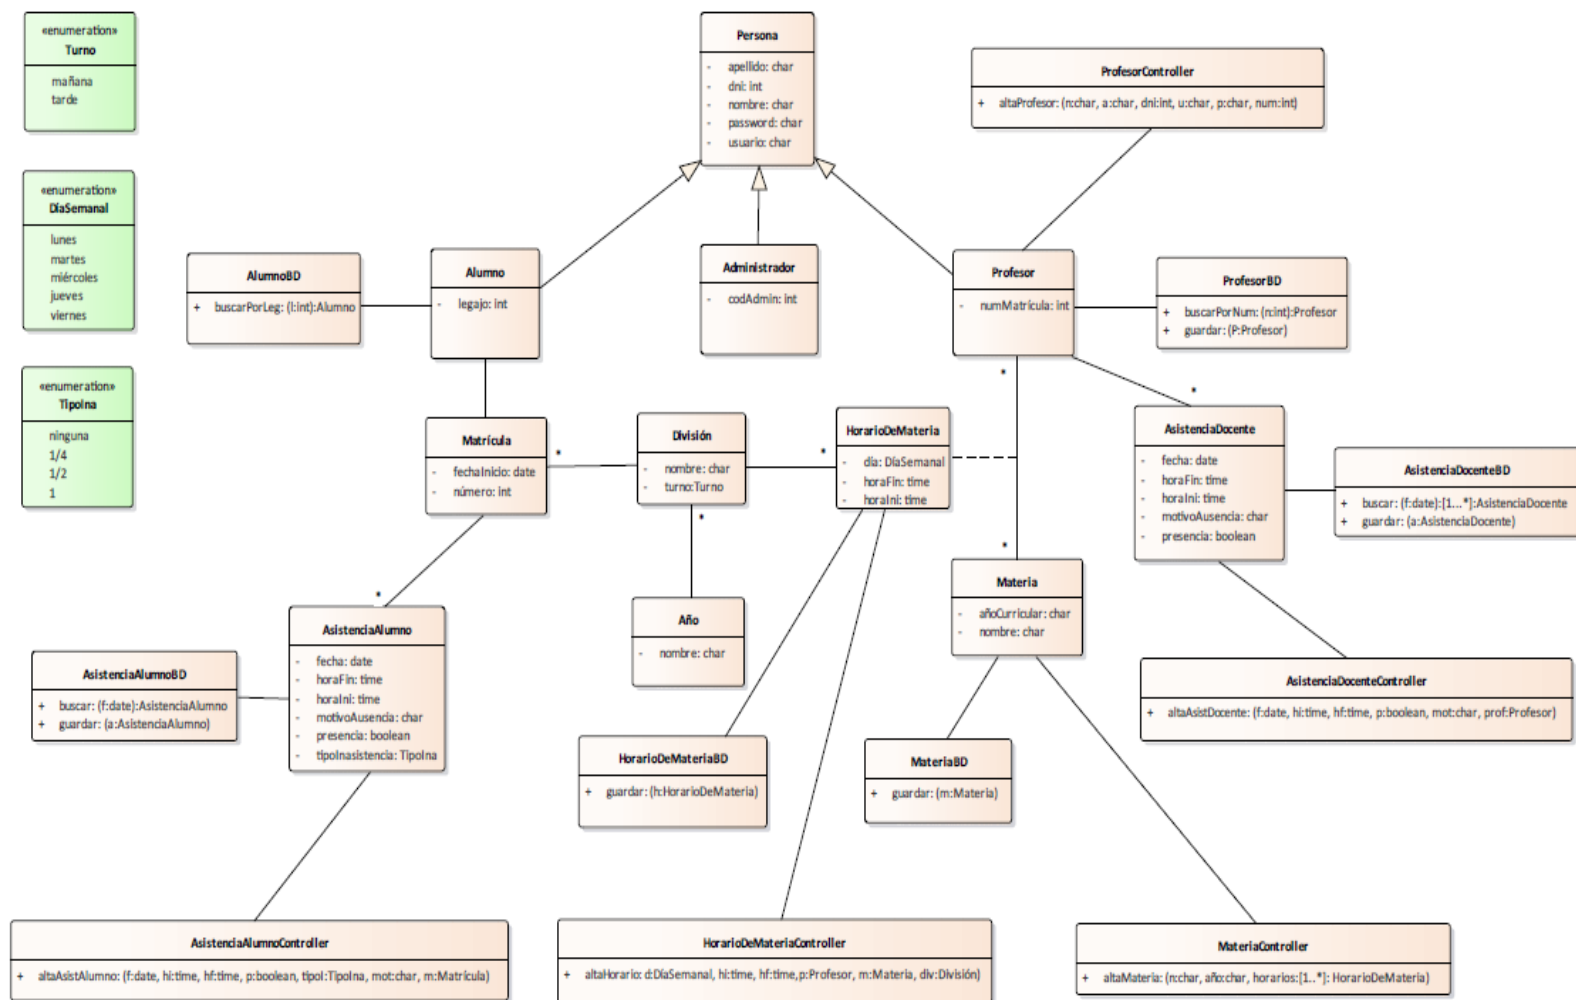 «enumeration»
Turno
mañana
tarde
«enumeration»
DíaSemanal
lunes
martes
miércoles
jueves
viernes
«enumeration»
TipoIna
ninguna
1/4
1/2
1
Persona
- apellido: char
- dni: int
- nombre: char
- password: char
- usuario: char
ProfesorController
+ altaProfesor: (n:char, a:char, dni:int, u:char, p:char, num:int)
AlumnoBD
+ buscarPorLeg: (l:int):Alumno
Alumno
- legajo: int
Administrador
- codAdmin: int
Profesor
- numMatrícula: int
ProfesorBD
+ buscarPorNum: (n:int):Profesor
+ guardar: (P:Profesor)
*
*
Matrícula
- fechaInicio: date
- número: int
*
División
- nombre: char
- turno:Turno
*
*
HorarioDeMateria
- día: DíaSemanal
- horaFin: time
- horaIni: time
AsistenciaDocente
- fecha: date
- horaFin: time
- horaIni: time
- motivoAusencia: char
- presencia: boolean
AsistenciaDocenteBD
+ buscar: (f:date):[1...*]:AsistenciaDocente
+ guardar: (a:AsistenciaDocente)
*
Materia
- añoCurricular: char
- nombre: char
*
AsistenciaAlumno
- fecha: date
- horaFin: time
- horaIni: time
- motivoAusencia: char
- presencia: boolean
- tipoInasistencia: TipoIna
Año
- nombre: char
AsistenciaAlumnoBD
+ buscar: (f:date):AsistenciaAlumno
+ guardar: (a:AsistenciaAlumno)
AsistenciaDocenteController
+ altaAsistDocente: (f:date, hi:time, hf:time, p:boolean, mot:char, prof:Profesor)
HorarioDeMateriaBD
+ guardar: (h:HorarioDeMateria)
MateriaBD
+ guardar: (m:Materia)
AsistenciaAlumnoController
+ altaAsistAlumno: (f:date, hi:time, hf:time, p:boolean, tipoI:TipoIna, mot:char, m:Matrícula)
HorarioDeMateriaController
+ altaHorario: d:DíaSemanal, hi:time, hf:time,p:Profesor, m:Materia, div:División)
MateriaController
+ altaMateria: (n:char, año:char, horarios:[1..*]: HorarioDeMateria)